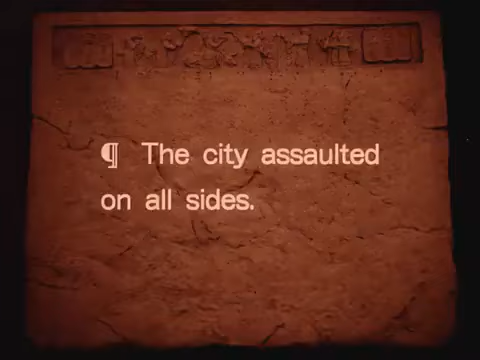 ¶ The city assaulted
on all sides.